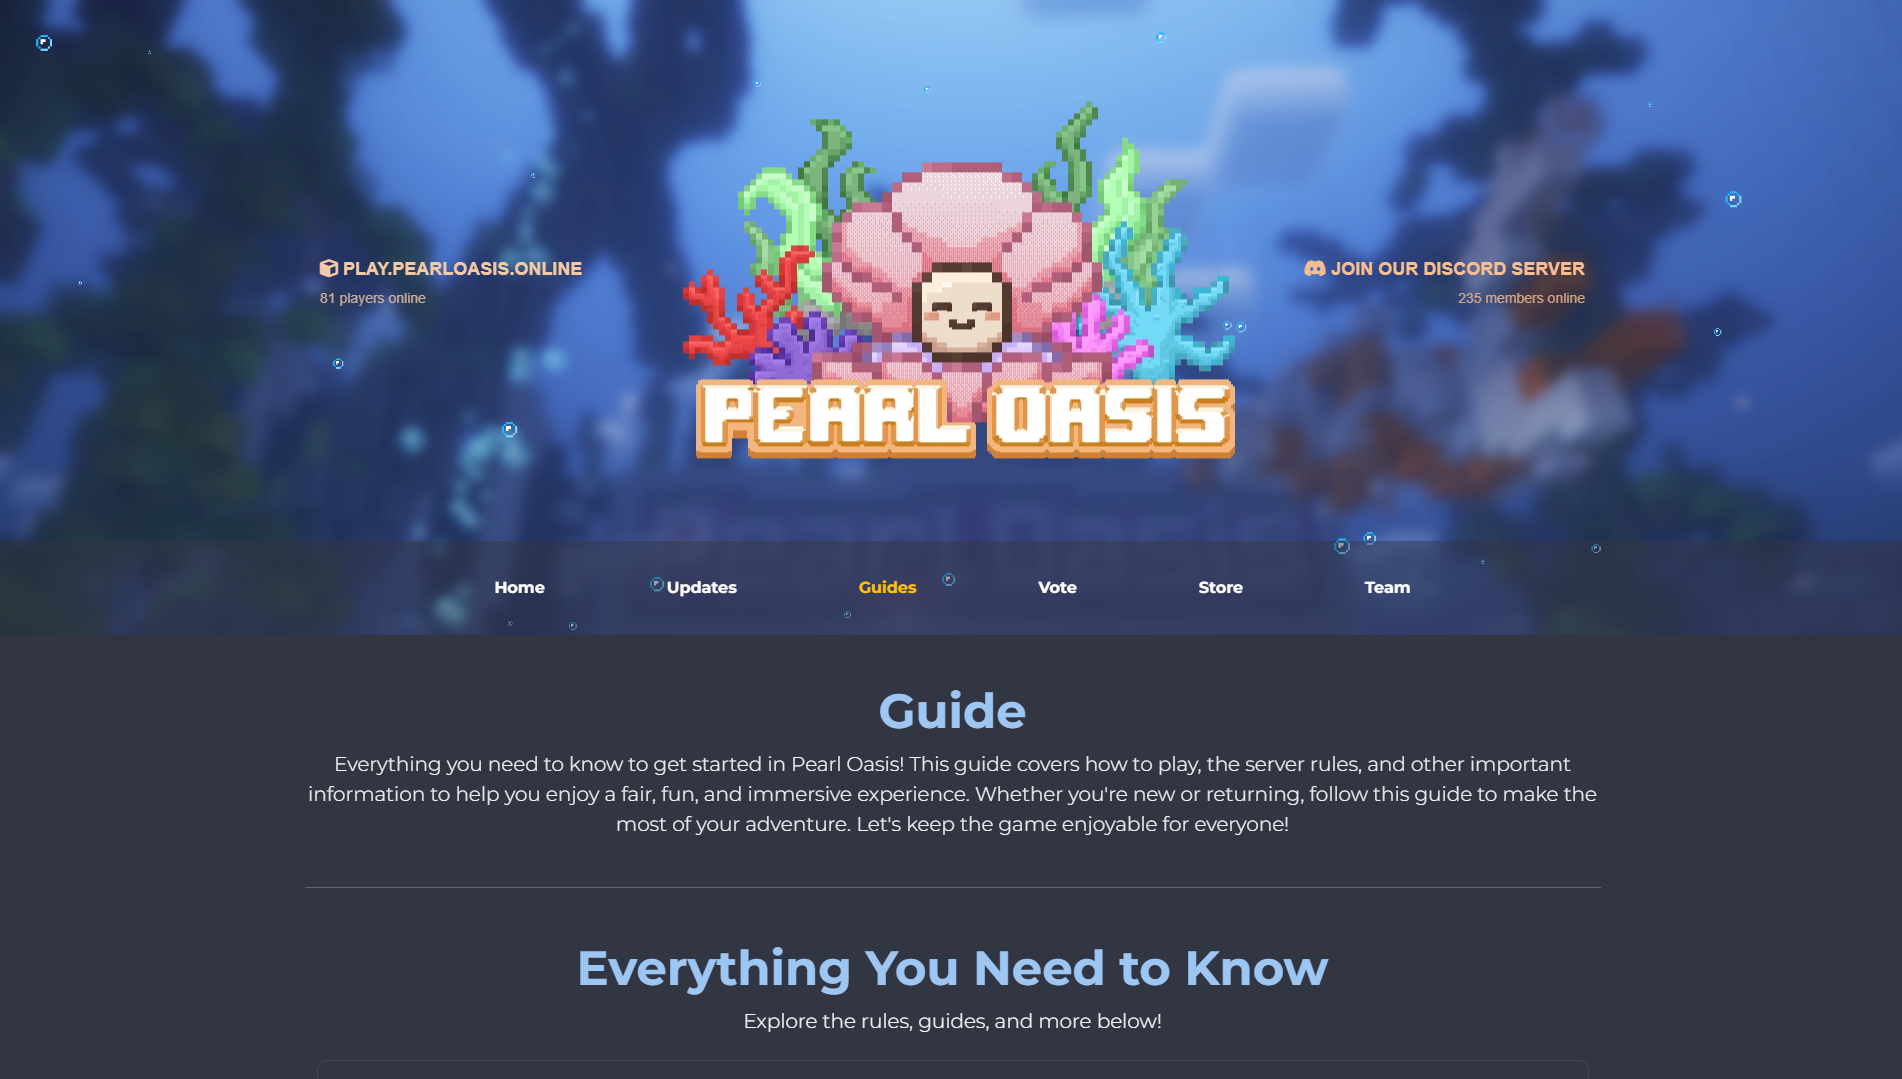 PLAY.PEARLOASIS.ONLINE
81 players online
JOIN OUR DISCORD SERVER
235 members online
PEARL OASIS
Pearl Oasis
Home
Updates
Guides
Vote
Store
Team
Guide
Everything you need to know to get started in Pearl Oasis! This guide covers how to play, the server rules, and other important
information to help you enjoy a fair, fun, and immersive experience. Whether you're new or returning, follow this guide to make the
most of your adventure. Let's keep the game enjoyable for everyone!
Everything You Need to Know
Explore the rules, guides, and more below!